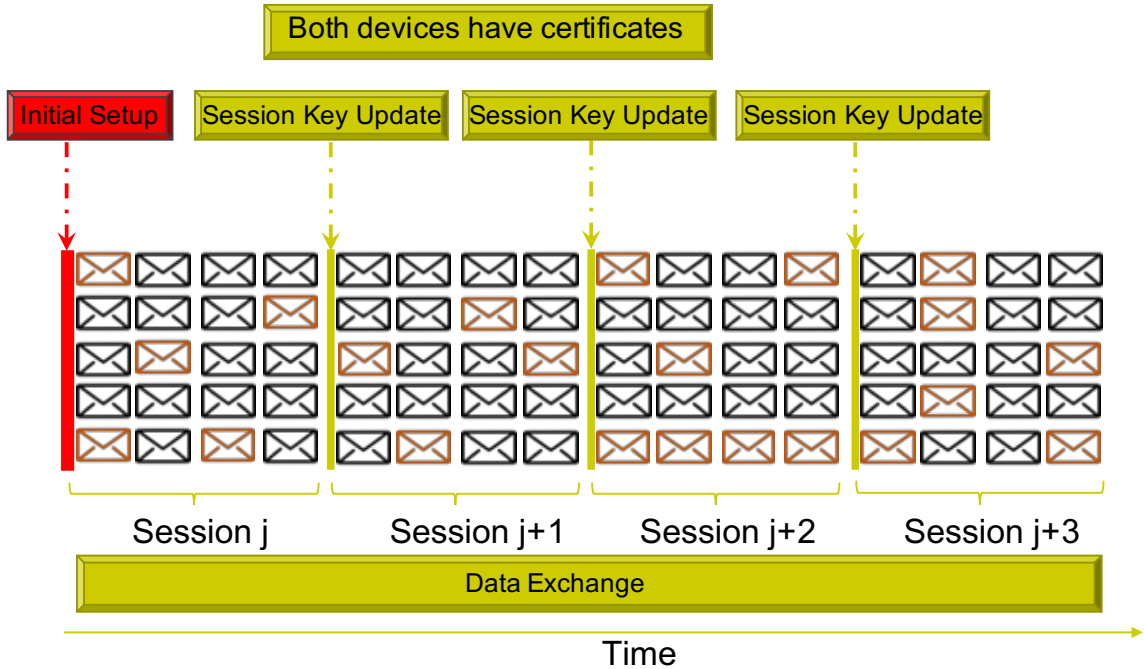 Both devices have certificates
Initial Setup
Session Key Update
Session Key Update
Session Key Update
Session j
Session j+1
Session j+2
Session j+3
Data Exchange
Time